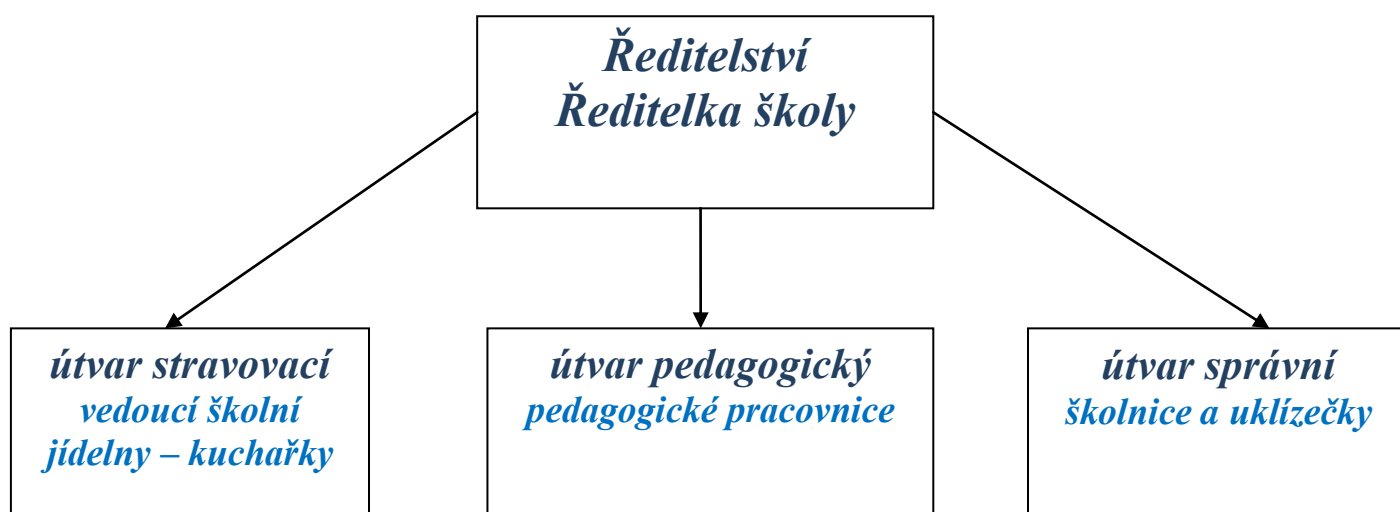 Ředitelství
Ředitelka školy
útvar stravovací
vedoucí školní
jídelny – kuchařky
útvar pedagogický
pedagogické pracovnice
útvar správní
školnice a uklízečky